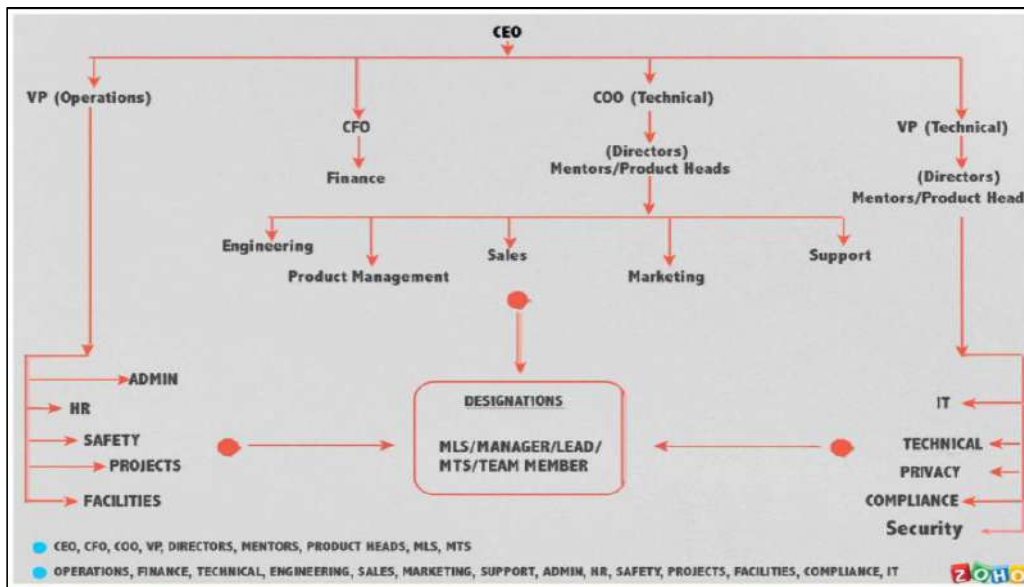 CEO
VP (Operations)
COO (Technical)
CFO
VP (Technical)
Finance
(Directors)
Mentors/Product Heads
(Directors)
Mentors/Product Head
Engineering
Sales
Support
Product Management
Marketing
ADMIN
HR
SAFETY
PROJECTS
FACILITIES
DESIGNATIONS
MLS/MANAGER/LEAD/
MTS/TEAM MEMBER
IT
TECHNICAL
PRIVACY
COMPLIANCE
Security
CEO, CFO, COO, VP, DIRECTORS, MENTORS, PRODUCT HEADS, MLS, MTS
OPERATIONS, FINANCE, TECHNICAL, ENGINEERING, SALES, MARKETING, SUPPORT, ADMIN, HR, SAFETY, PROJECTS, FACILITIES, COMPLIANCE, IT
ZOHO